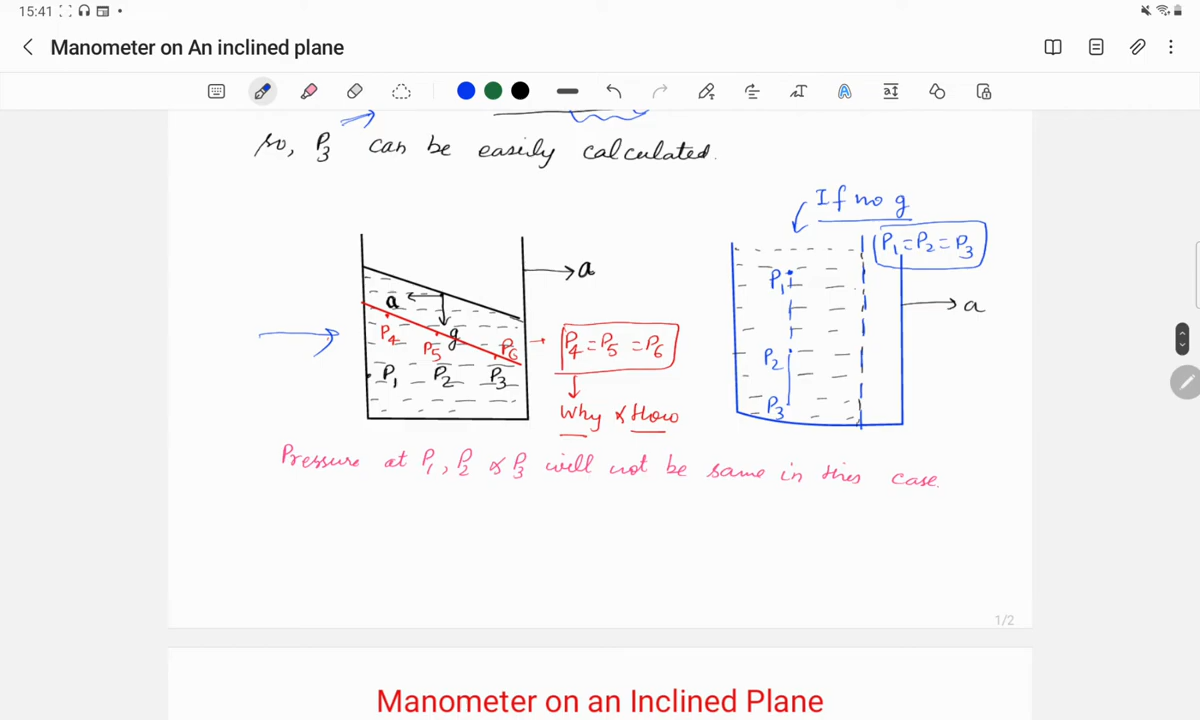 15:41
Manometer on An inclined plane
so, P3 can be easily calculated.
If no g
P1=P2=P3
a
a
g
P4
P5
P6
P1 P2 P3
P4=P5=P6
Why & How
P1
P2
P3
a
Pressure at P1, P2 & P3 will not be same in this case.
1/2
Manometer on an Inclined Plane